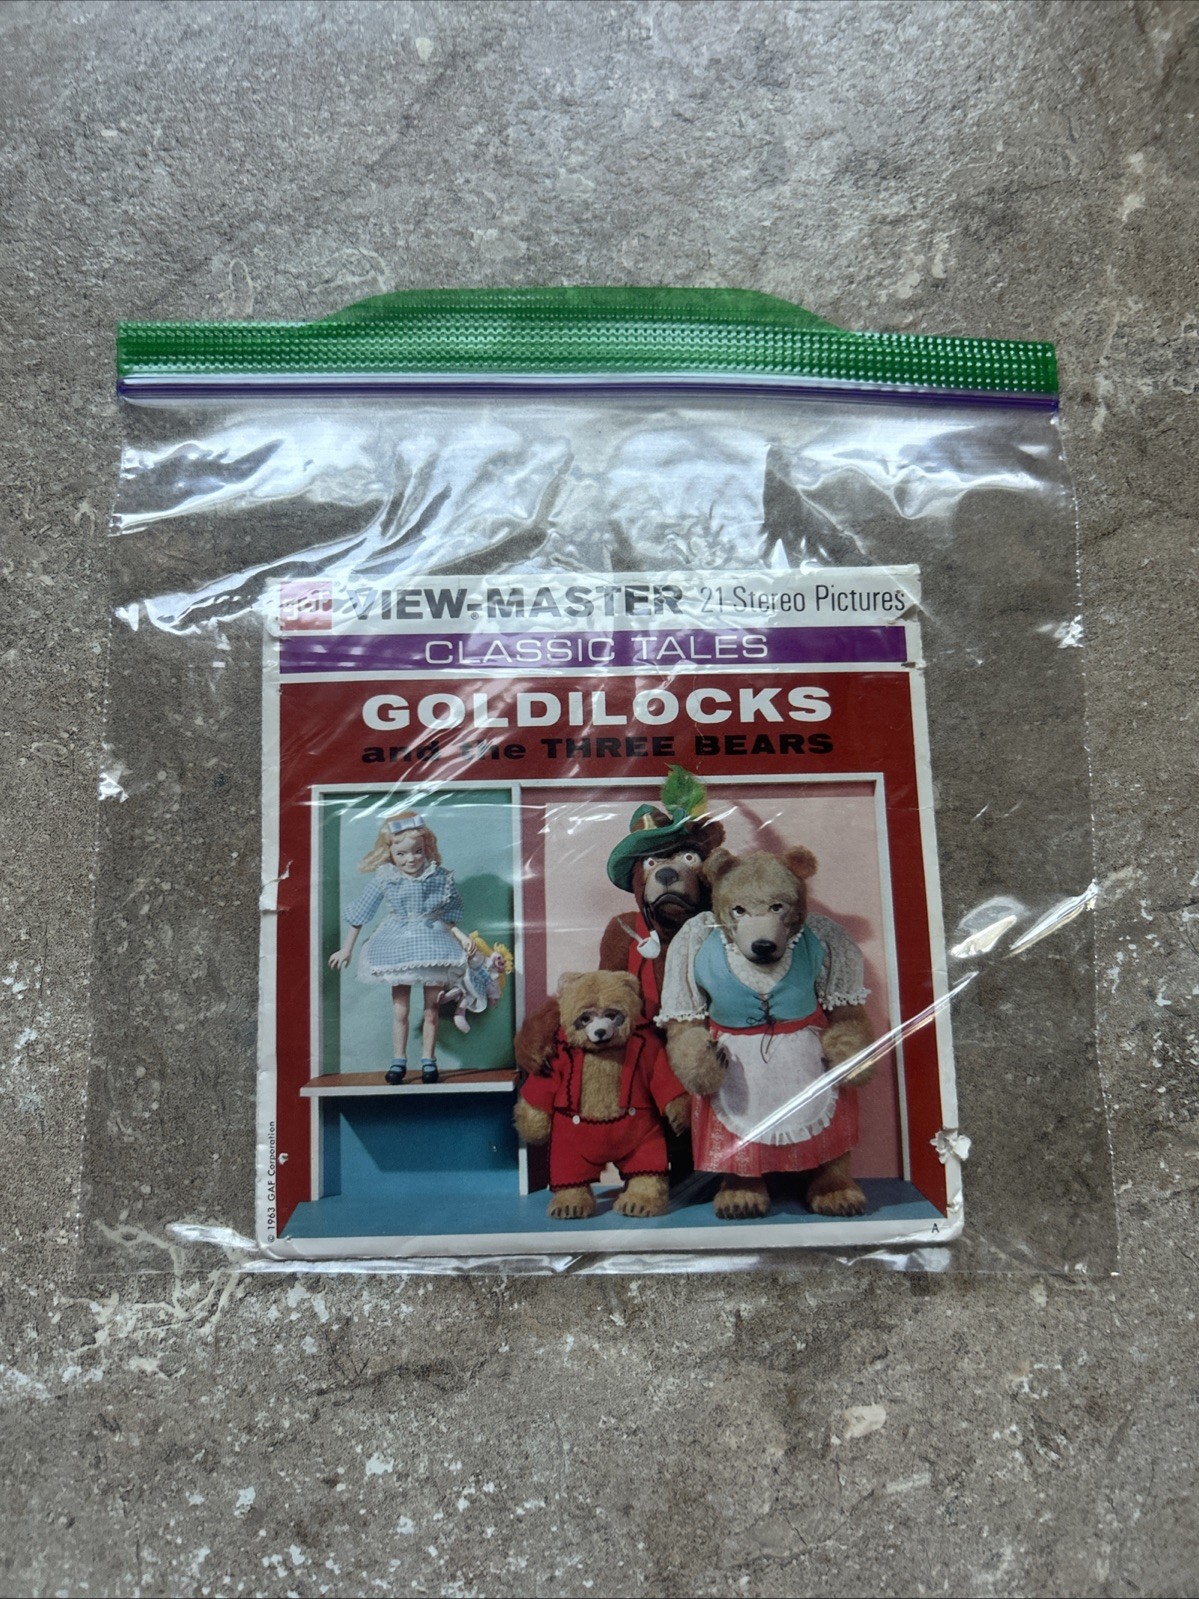 gaf VIEW-MASTER® 21 Stereo Pictures
CLASSIC TALES
GOLDILOCKS
and the THREE BEARS
© 1963 GAF Corporation
A